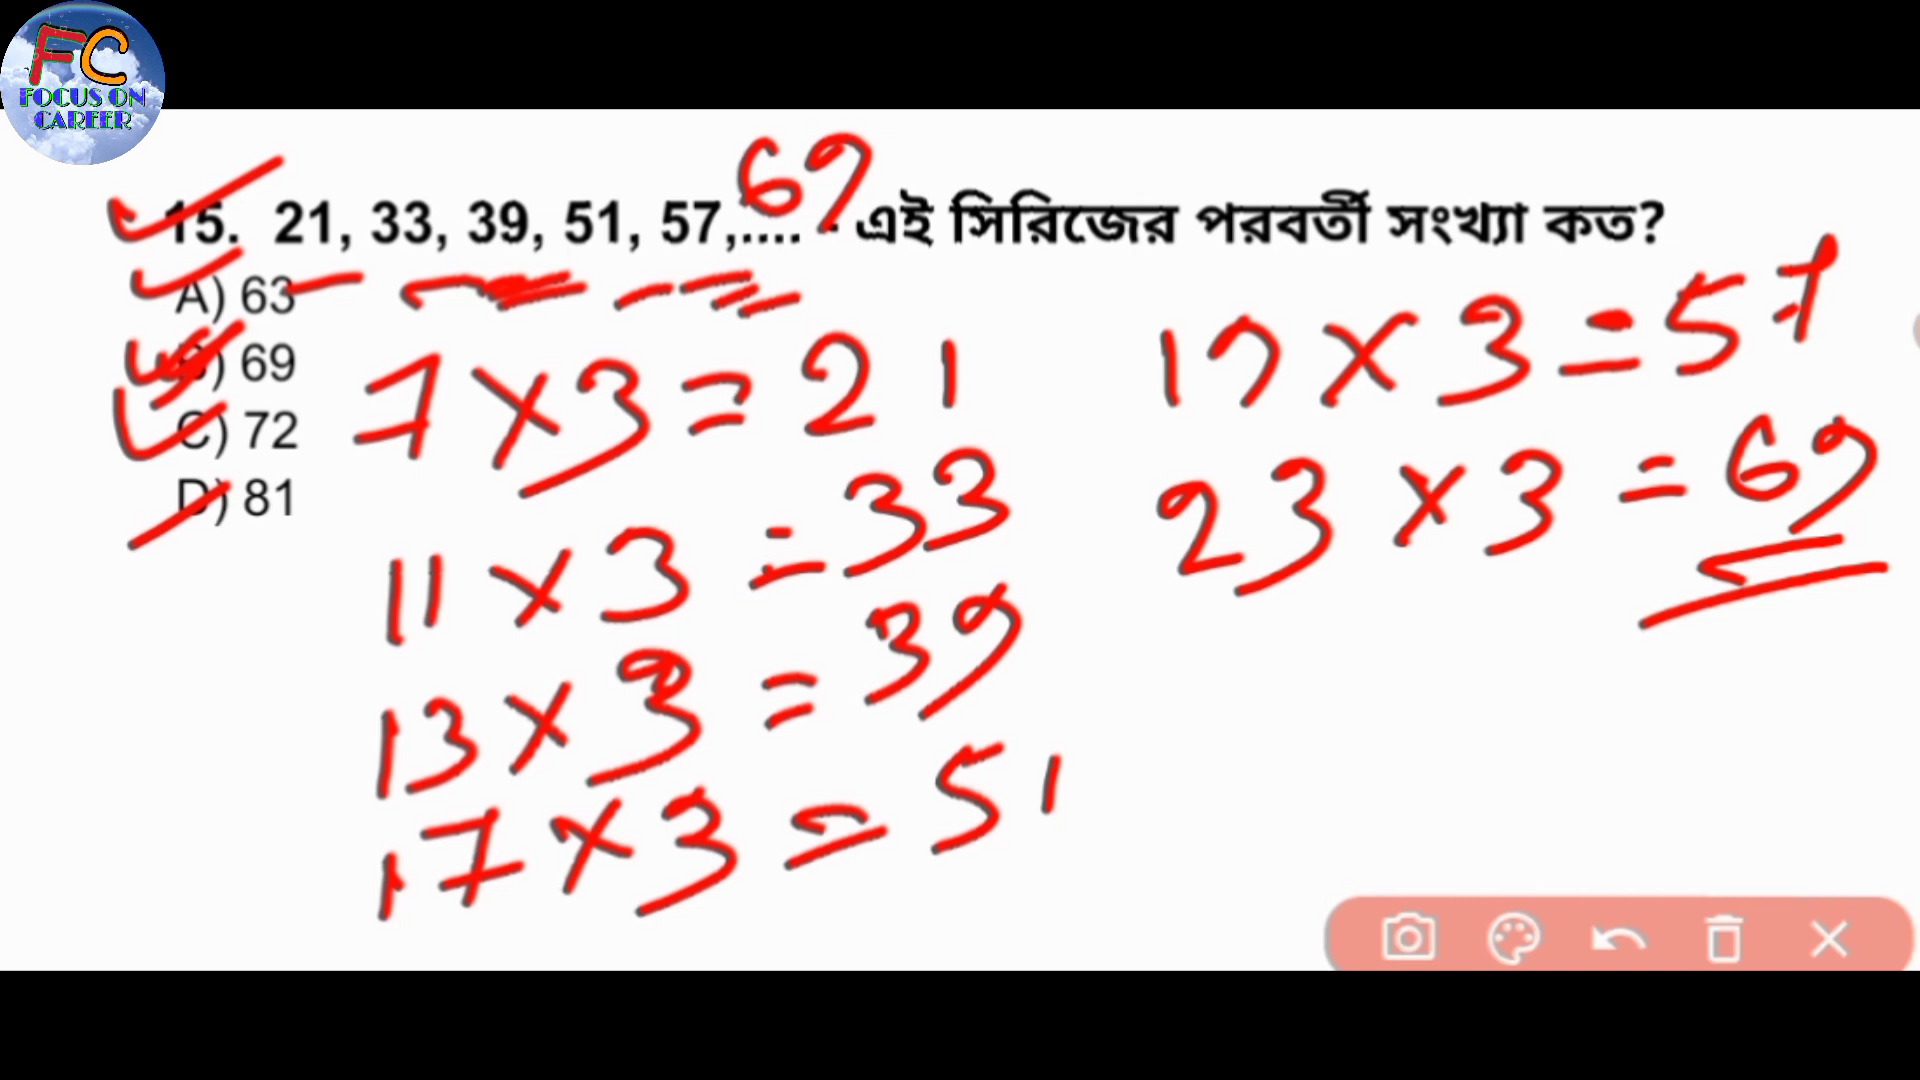 FC
FOCUS ON
CAREER
69
15. 21, 33, 39, 51, 57,.... - এই সিরিজের পরবর্তী সংখ্যা কত?
A) 63
B) 69
C) 72
D) 81
7 × 3 = 21
11 × 3 = 33
13 × 3 = 39
17 × 3 = 51
19 × 3 = 57
23 × 3 = 69